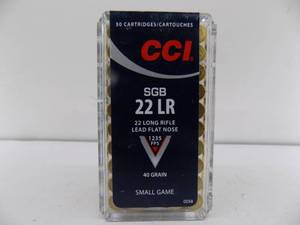 50 CARTRIDGES/CARTOUCHES
CCI
SGB
22 LR
22 LONG RIFLE
LEAD FLAT NOSE
1235
FPS
40 GRAIN
SMALL GAME
0058